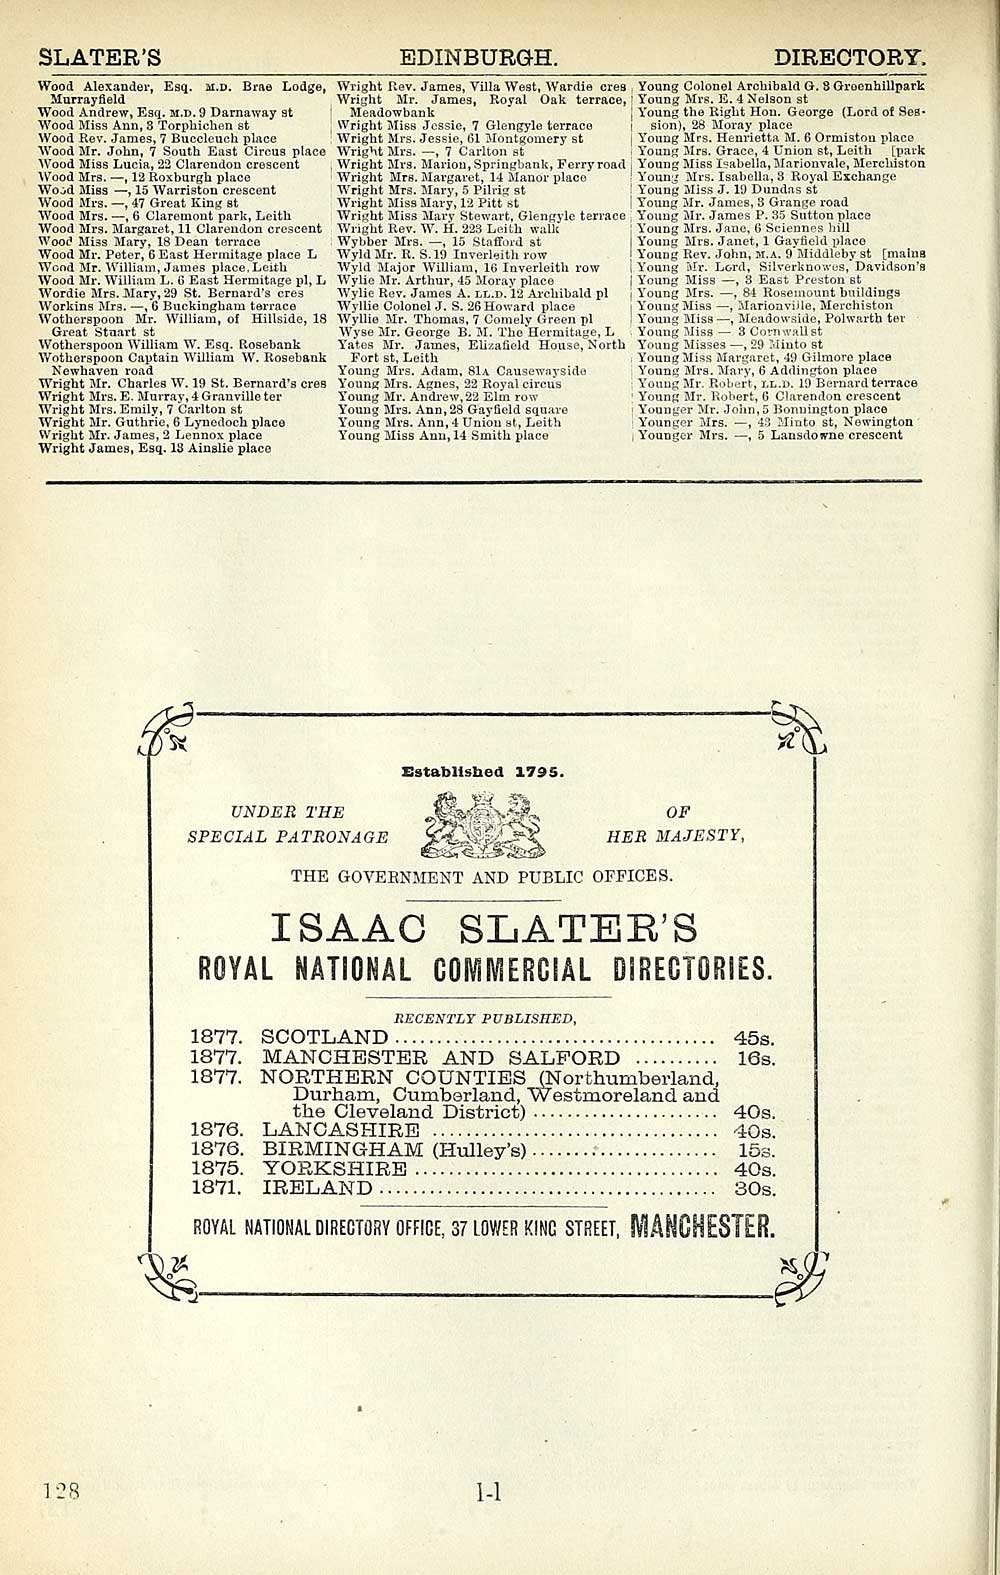 SLATER'S EDINBURGH. DIRECTORY.
Wood Alexander, Esq. M.D. Brae Lodge,
Murrayfield
Wood Andrew, Esq. M.D. 9 Darnaway st
Wood Miss Ann, 3 Torphichen st
Wood Rev. James, 7 Buccleuch place
Wood Mr. John, 7 South East Circus place
Wood Miss Lucia, 22 Clarendon crescent
Wood Mrs. —, 12 Roxburgh place
Wood Miss —, 15 Warriston crescent
Wood Mrs. —, 47 Great King st
Wood Mrs. —, 6 Claremont park, Leith
Wood Mrs. Margaret, 11 Clarendon crescent
Wood Miss Mary, 18 Dean terrace
Wood Mr. Peter, 6 East Hermitage place L
Wood Mr. William, James place, Leith
Wood Mr. William L. 6 East Hermitage pl, L
Wordie Mrs. Mary, 29 St. Bernard's cres
Workins Mrs. —, 6 Buckingham terrace
Wotherspoon Mr. William, of Hillside, 18
Great Stuart st
Wotherspoon William W. Esq. Rosebank
Wotherspoon Captain William W. Rosebank
Newhaven road
Wright Mr. Charles W. 19 St. Bernard's cres
Wright Mrs. E. Murray, 4 Granville ter
Wright Mrs. Emily, 7 Carlton st
Wright Mr. Guthrie, 6 Lynedoch place
Wright Mr. James, 2 Lennox place
Wright James, Esq. 13 Ainslie place
Wright Rev. James, Villa West, Wardie cres
Wright Mr. James, Royal Oak terrace,
Meadowbank
Wright Miss Jessie, 7 Glengyle terrace
Wright Mrs. Jessie, 61 Montgomery st
Wright Mrs. —, 7 Carlton st
Wright Mrs. Marion, Springbank, Ferry road
Wright Mrs. Margaret, 14 Manor place
Wright Mrs. Mary, 5 Pilrig st
Wright Miss Mary, 12 Pitt st
Wright Miss Mary Stewart, Glengyle terrace
Wright Rev. W. H. 223 Leith walk
Wybber Mrs. —, 15 Stafford st
Wyld Mr. R. S. 19 Inverleith row
Wyld Major William, 16 Inverleith row
Wylie Mr. Arthur, 45 Moray place
Wylie Rev. James A. LL.D. 12 Archibald pl
Wyllie Colonel J. S. 26 Howard place
Wyllie Mr. Thomas, 7 Comely Green pl
Wyse Mr. George B. M. The Hermitage, L
Yates Mr. James, Elizafield House, North
Fort st, Leith
Young Mrs. Adam, 81A Causewayside
Young Mrs. Agnes, 22 Royal circus
Young Mr. Andrew, 22 Elm row
Young Mrs. Ann, 28 Gayfield square
Young Mrs. Ann, 4 Union st, Leith
Young Miss Ann, 14 Smith place
Young Colonel Archibald G. 3 Greenhillpark
Young Mrs. E. 4 Nelson st
Young the Right Hon. George (Lord of Ses-
sion), 28 Moray place
Young Mrs. Henrietta M. 6 Ormiston place
Young Mrs. Grace, 4 Union st, Leith [park
Young Miss Isabella, Marionvale, Merchiston
Young Mrs. Isabella, 3 Royal Exchange
Young Miss J. 19 Dundas st
Young Mr. James, 3 Grange road
Young Mr. James P. 35 Sutton place
Young Mrs. Jane, 6 Sciennes hill
Young Mrs. Janet, 1 Gayfield place
Young Rev. John, M.A. 9 Middleby st [mains
Young Mr. Lord, Silverknowes, Davidson's
Young Miss —, 3 East Preston st
Young Mrs. —, 84 Rosemount buildings
Young Miss —, Marionville, Merchiston
Young Miss —, Meadowside, Polwarth ter
Young Miss — 3 Cornwall st
Young Misses —, 29 Minto st
Young Miss Margaret, 49 Gilmore place
Young Mrs. Mary, 6 Addington place
Young Mr. Robert, LL.D. 19 Bernard terrace
Young Mr. Robert, 6 Clarendon crescent
Younger Mr. John, 5 Bonnington place
Younger Mrs. —, 43 Minto st, Newington
Younger Mrs. —, 5 Lansdowne crescent
Established 1795.
UNDER THE OF
SPECIAL PATRONAGE HER MAJESTY,
THE GOVERNMENT AND PUBLIC OFFICES.
ISAAC SLATER'S
ROYAL NATIONAL COMMERCIAL DIRECTORIES.
RECENTLY PUBLISHED,
1877. SCOTLAND ........ 45s.
1877. MANCHESTER AND SALFORD .......... 16s.
1877. NORTHERN COUNTIES (Northumberland,
Durham, Cumberland, Westmoreland and
the Cleveland District) ........ 40s.
1876. LANCASHIRE ........ 40s.
1876. BIRMINGHAM (Hulley's) ........ 15s.
1875. YORKSHIRE ........ 40s.
1871. IRELAND ........ 30s.
ROYAL NATIONAL DIRECTORY OFFICE, 37 LOWER KING STREET, MANCHESTER.
128 1-1